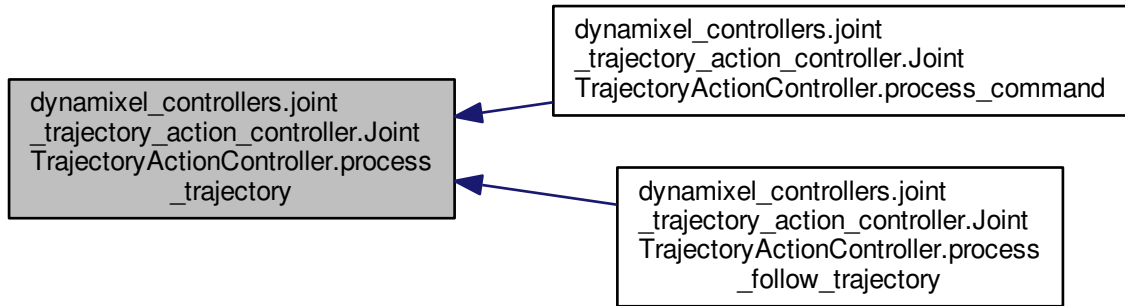 dynamixel_controllers.joint
_trajectory_action_controller.Joint
TrajectoryActionController.process
_trajectory
dynamixel_controllers.joint
_trajectory_action_controller.Joint
TrajectoryActionController.process_command
dynamixel_controllers.joint
_trajectory_action_controller.Joint
TrajectoryActionController.process
_follow_trajectory